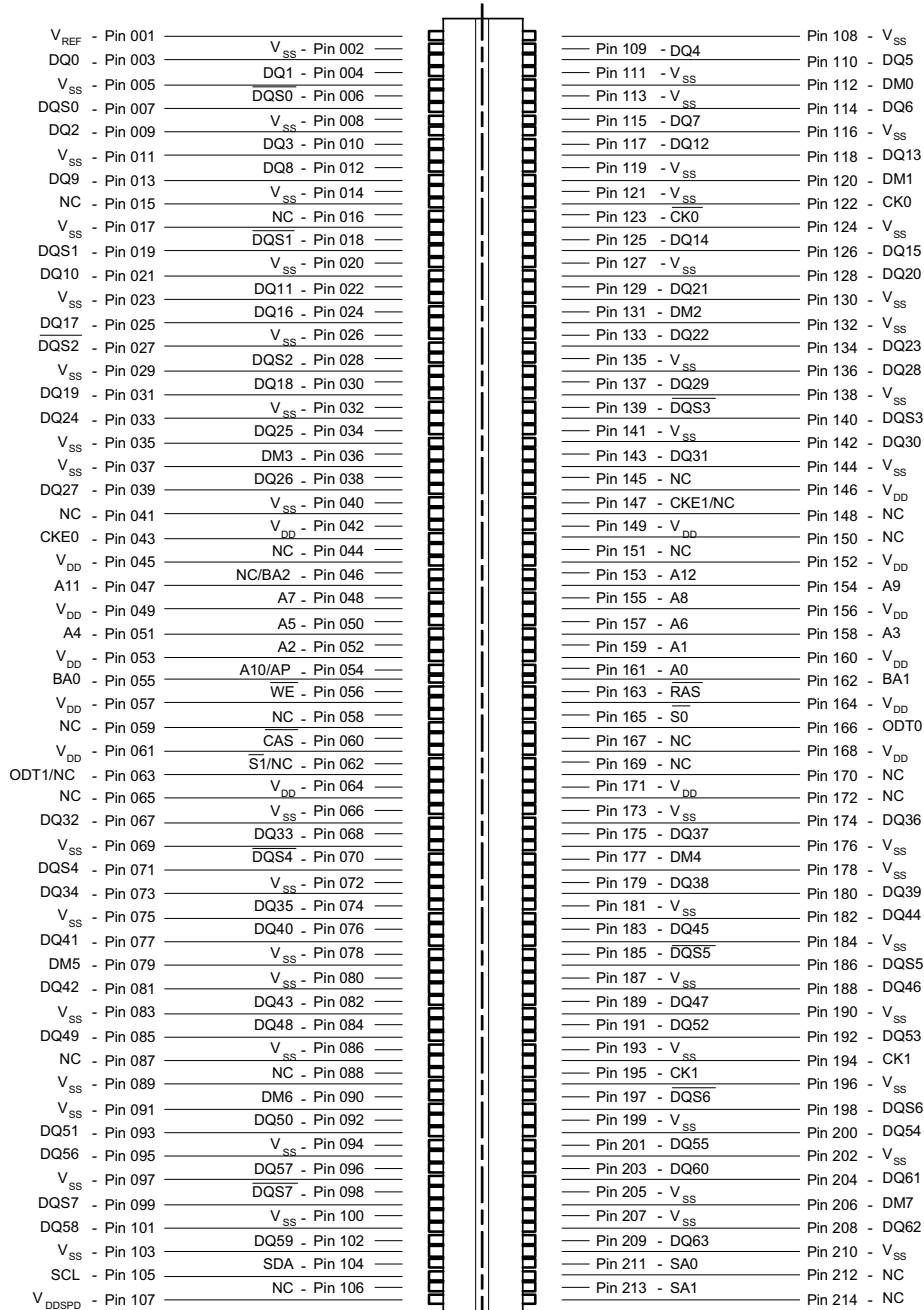 VREF - Pin 001
VSS - Pin 002
DQ0 - Pin 003
DQ1 - Pin 004
VSS - Pin 005
DQS0 - Pin 006
DQS0 - Pin 007
VSS - Pin 008
DQ2 - Pin 009
DQ3 - Pin 010
VSS - Pin 011
DQ8 - Pin 012
DQ9 - Pin 013
VSS - Pin 014
NC - Pin 015
NC - Pin 016
VSS - Pin 017
DQS1 - Pin 018
DQS1 - Pin 019
VSS - Pin 020
DQ10 - Pin 021
DQ11 - Pin 022
VSS - Pin 023
DQ16 - Pin 024
DQ17 - Pin 025
VSS - Pin 026
DQS2 - Pin 027
DQS2 - Pin 028
VSS - Pin 029
DQ18 - Pin 030
DQ19 - Pin 031
VSS - Pin 032
DQ24 - Pin 033
DQ25 - Pin 034
VSS - Pin 035
DM3 - Pin 036
VSS - Pin 037
DQ26 - Pin 038
DQ27 - Pin 039
VSS - Pin 040
NC - Pin 041
VDD - Pin 042
CKE0 - Pin 043
NC - Pin 044
VDD - Pin 045
NC/BA2 - Pin 046
A11 - Pin 047
A7 - Pin 048
VDD - Pin 049
A5 - Pin 050
A4 - Pin 051
A2 - Pin 052
VDD - Pin 053
A10/AP - Pin 054
BA0 - Pin 055
WE - Pin 056
VDD - Pin 057
NC - Pin 058
NC - Pin 059
CAS - Pin 060
VDD - Pin 061
S1/NC - Pin 062
ODT1/NC - Pin 063
VDD - Pin 064
NC - Pin 065
VSS - Pin 066
DQ32 - Pin 067
DQ33 - Pin 068
VSS - Pin 069
DQS4 - Pin 070
DQS4 - Pin 071
VSS - Pin 072
DQ34 - Pin 073
DQ35 - Pin 074
VSS - Pin 075
DQ40 - Pin 076
DQ41 - Pin 077
VSS - Pin 078
DM5 - Pin 079
VSS - Pin 080
DQ42 - Pin 081
DQ43 - Pin 082
VSS - Pin 083
DQ48 - Pin 084
DQ49 - Pin 085
VSS - Pin 086
NC - Pin 087
NC - Pin 088
VSS - Pin 089
DM6 - Pin 090
VSS - Pin 091
DQ50 - Pin 092
DQ51 - Pin 093
VSS - Pin 094
DQ56 - Pin 095
DQ57 - Pin 096
VSS - Pin 097
DQS7 - Pin 098
DQS7 - Pin 099
VSS - Pin 100
DQ58 - Pin 101
DQ59 - Pin 102
VSS - Pin 103
SDA - Pin 104
SCL - Pin 105
NC - Pin 106
VDDSPD - Pin 107
Pin 108 - VSS
Pin 109 - DQ4
Pin 110 - DQ5
Pin 111 - VSS
Pin 112 - DM0
Pin 113 - VSS
Pin 114 - DQ6
Pin 115 - DQ7
Pin 116 - VSS
Pin 117 - DQ12
Pin 118 - DQ13
Pin 119 - VSS
Pin 120 - DM1
Pin 121 - VSS
Pin 122 - CK0
Pin 123 - CK0
Pin 124 - VSS
Pin 125 - DQ14
Pin 126 - DQ15
Pin 127 - VSS
Pin 128 - DQ20
Pin 129 - DQ21
Pin 130 - VSS
Pin 131 - DM2
Pin 132 - VSS
Pin 133 - DQ22
Pin 134 - DQ23
Pin 135 - VSS
Pin 136 - DQ28
Pin 137 - DQ29
Pin 138 - VSS
Pin 139 - DQS3
Pin 140 - DQS3
Pin 141 - VSS
Pin 142 - DQ30
Pin 143 - DQ31
Pin 144 - VSS
Pin 145 - NC
Pin 146 - VDD
Pin 147 - CKE1/NC
Pin 148 - NC
Pin 149 - VDD
Pin 150 - NC
Pin 151 - NC
Pin 152 - VDD
Pin 153 - A12
Pin 154 - A9
Pin 155 - A8
Pin 156 - VDD
Pin 157 - A6
Pin 158 - A3
Pin 159 - A1
Pin 160 - VDD
Pin 161 - A0
Pin 162 - BA1
Pin 163 - RAS
Pin 164 - VDD
Pin 165 - S0
Pin 166 - ODT0
Pin 167 - NC
Pin 168 - VDD
Pin 169 - NC
Pin 170 - NC
Pin 171 - VDD
Pin 172 - NC
Pin 173 - VSS
Pin 174 - DQ36
Pin 175 - DQ37
Pin 176 - VSS
Pin 177 - DM4
Pin 178 - VSS
Pin 179 - DQ38
Pin 180 - DQ39
Pin 181 - VSS
Pin 182 - DQ44
Pin 183 - DQ45
Pin 184 - VSS
Pin 185 - DQS5
Pin 186 - DQS5
Pin 187 - VSS
Pin 188 - DQ46
Pin 189 - DQ47
Pin 190 - VSS
Pin 191 - DQ52
Pin 192 - DQ53
Pin 193 - VSS
Pin 194 - CK1
Pin 195 - CK1
Pin 196 - VSS
Pin 197 - DQS6
Pin 198 - DQS6
Pin 199 - VSS
Pin 200 - DQ54
Pin 201 - DQ55
Pin 202 - VSS
Pin 203 - DQ60
Pin 204 - DQ61
Pin 205 - VSS
Pin 206 - DM7
Pin 207 - VSS
Pin 208 - DQ62
Pin 209 - DQ63
Pin 210 - VSS
Pin 211 - SA0
Pin 212 - NC
Pin 213 - SA1
Pin 214 - NC